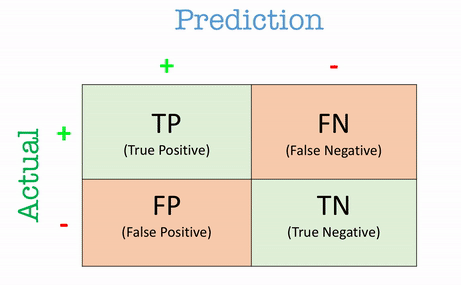 Prediction
+ -
Actual
+
TP FN
(True Positive) (False Negative)
-
FP TN
(False Positive) (True Negative)